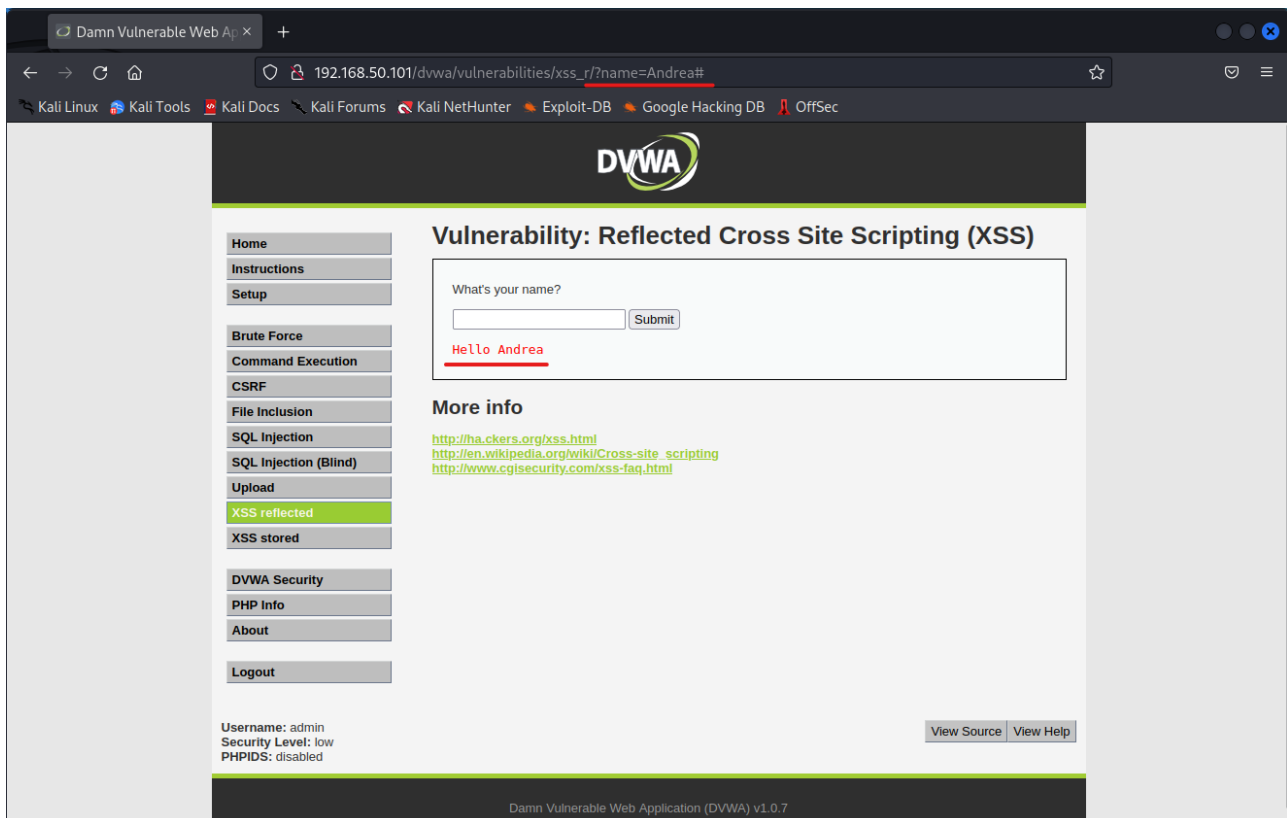 Damn Vulnerable Web Ap
192.168.50.101/dvwa/vulnerabilities/xss_r/?name=Andrea#
Kali Linux Kali Tools Kali Docs Kali Forums Kali NetHunter Exploit-DB Google Hacking DB OffSec
DVWA
Home
Instructions
Setup
Brute Force
Command Execution
CSRF
File Inclusion
SQL Injection
SQL Injection (Blind)
Upload
XSS reflected
XSS stored
DVWA Security
PHP Info
About
Logout
Vulnerability: Reflected Cross Site Scripting (XSS)
What's your name?
Submit
Hello Andrea
More info
http://ha.ckers.org/xss.html
http://en.wikipedia.org/wiki/Cross-site_scripting
http://www.cgisecurity.com/xss-faq.html
Username: admin
Security Level: low
PHPIDS: disabled
View Source View Help
Damn Vulnerable Web Application (DVWA) v1.0.7